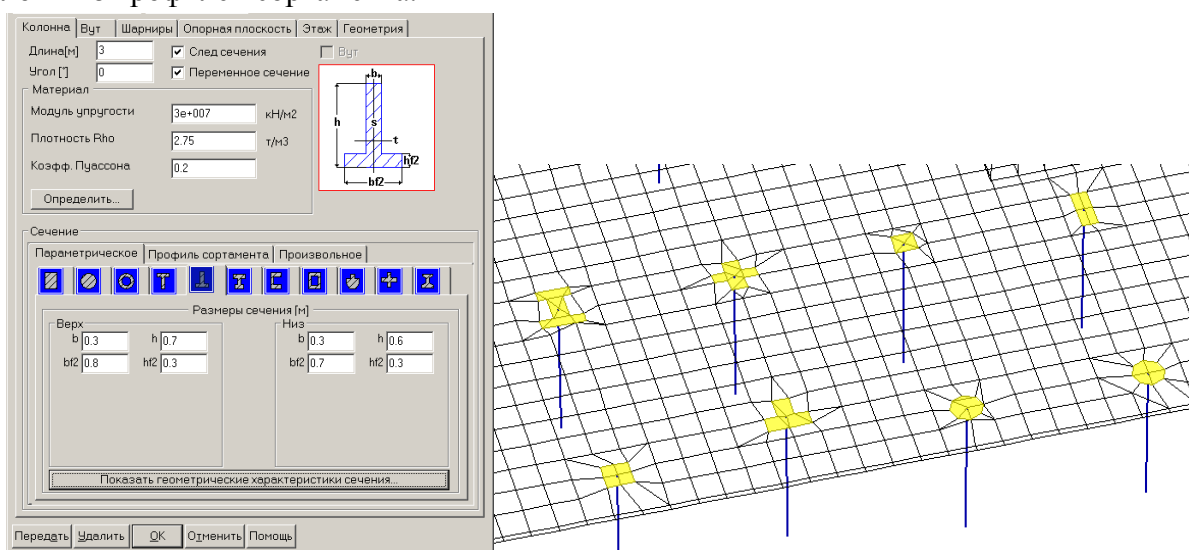 Колонна Вут Шарниры Опорная плоскость Этаж Геометрия
Длина[м] 3 След сечения Вут
Угол [°] 0 Переменное сечение
Материал
Модуль упругости 3e+007 кН/м2
Плотность Rho 2.75 т/м3
Коэфф. Пуассона 0.2
Определить...
b
h
s
t
hf2
bf2
Сечение
Параметрическое Профиль сортамента Произвольное
Размеры сечения [м]
Верх Низ
b 0.3 h 0.7 b 0.3 h 0.6
bf2 0.8 hf2 0.3 bf2 0.7 hf2 0.3
Показать геометрические характеристики сечения...
Передать Удалить OK Отменить Помощь